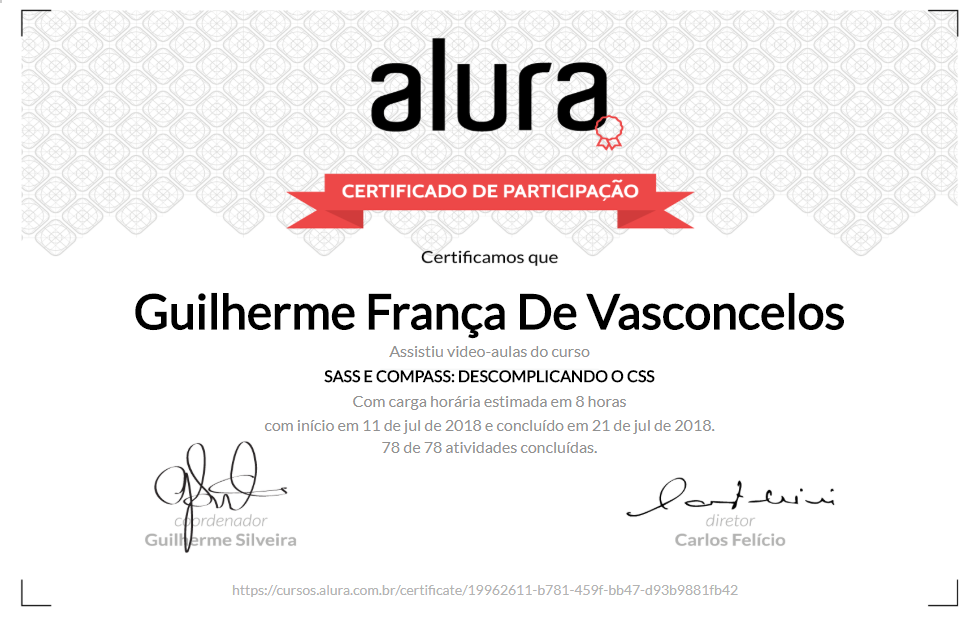 alura
CERTIFICADO DE PARTICIPAÇÃO
Certificamos que
Guilherme França De Vasconcelos
Assistiu video-aulas do curso
SASS E COMPASS: DESCOMPLICANDO O CSS
Com carga horária estimada em 8 horas
com início em 11 de jul de 2018 e concluído em 21 de jul de 2018.
78 de 78 atividades concluídas.
coordenador
Guilherme Silveira
diretor
Carlos Felício
https://cursos.alura.com.br/certificate/19962611-b781-459f-bb47-d93b9881fb42